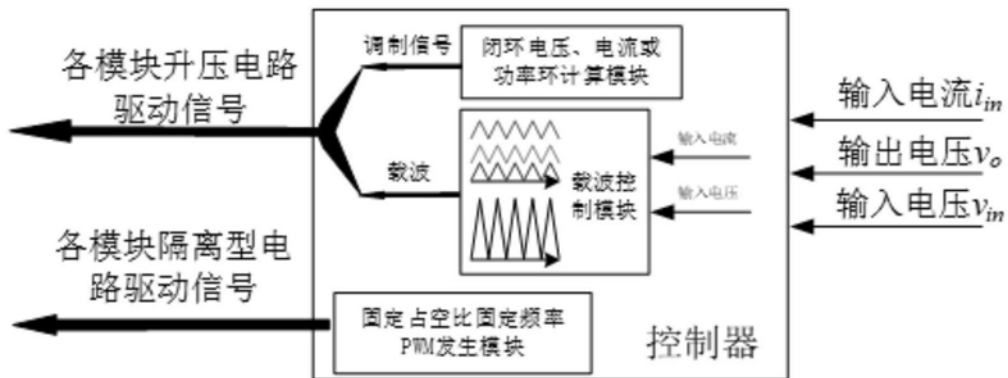 调制信号
闭环电压、电流或
功率环计算模块
各模块升压电路
驱动信号
输入电流i_in
输入电流
载波
载波控
制模块
输出电压v_o
输入电压
输入电压v_in
各模块隔离型电
路驱动信号
固定占空比固定频率
PWM发生模块
控制器